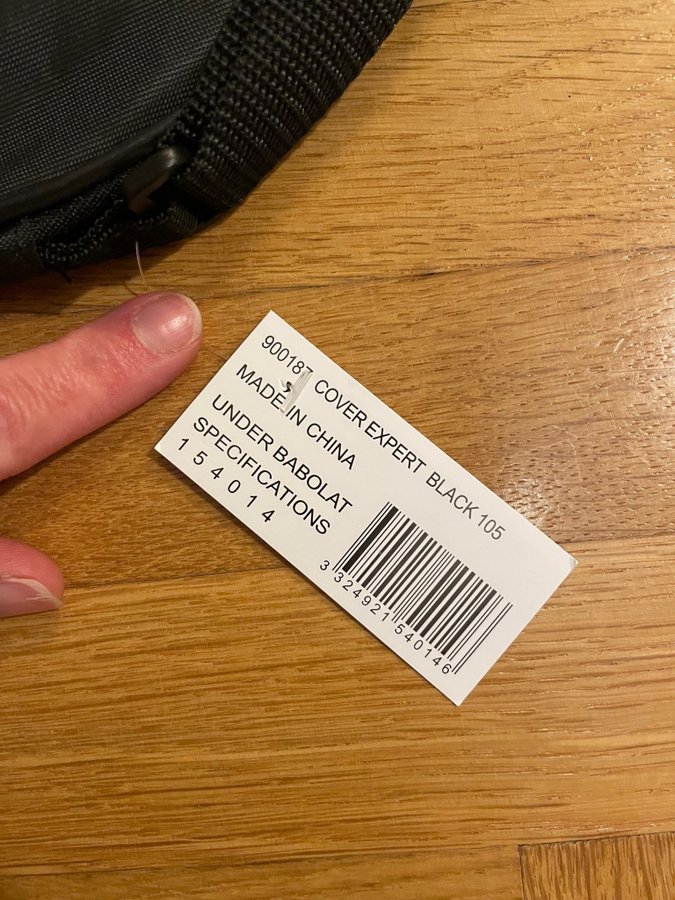 900187 COVER EXPERT BLACK 105
MADE IN CHINA
UNDER BABOLAT
SPECIFICATIONS
1 5 4 0 1 4
3 324921 540146